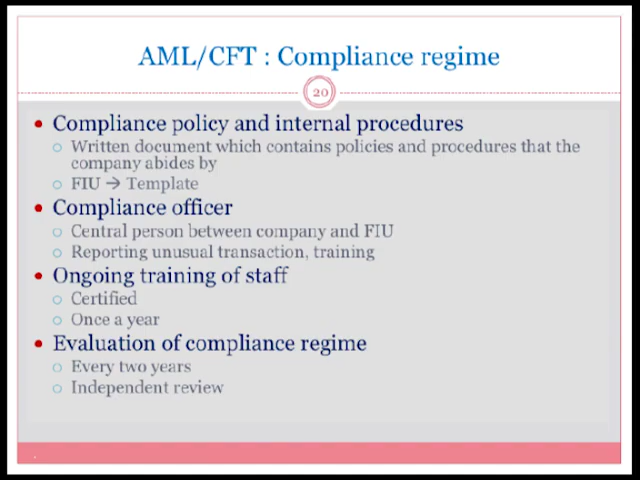 AML/CFT : Compliance regime
20
• Compliance policy and internal procedures
○ Written document which contains policies and procedures that the
company abides by
○ FIU → Template
• Compliance officer
○ Central person between company and FIU
○ Reporting unusual transaction, training
• Ongoing training of staff
○ Certified
○ Once a year
• Evaluation of compliance regime
○ Every two years
○ Independent review